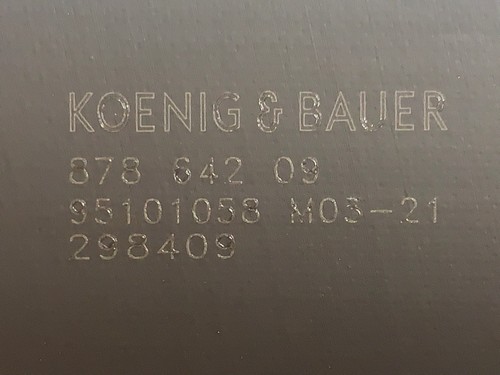 KOENIG & BAUER
878 642 09
95101058 M03-21
298409